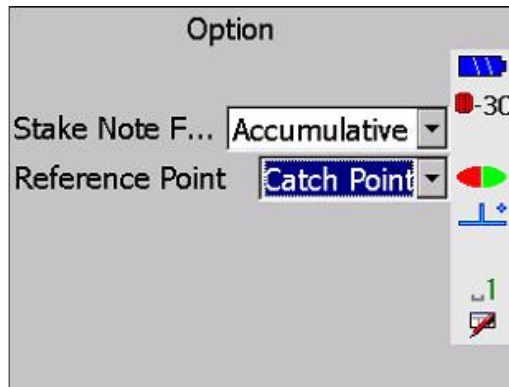 Option
Stake Note F... Accumulative
-30
Reference Point Catch Point
1